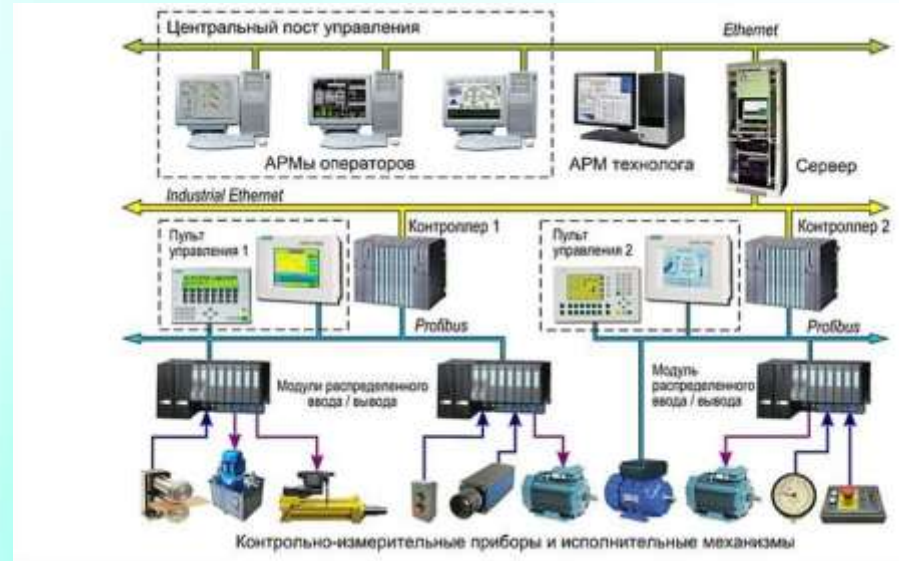 Центральный пост управления
Ethernet
АРМы операторов
АРМ технолога
Сервер
Industrial Ethernet
Пульт
управления 1
Контроллер 1
Пульт
управления 2
Контроллер 2
Profibus
Profibus
Модули распределенного
ввода / вывода
Модуль
распределенного
ввода / вывода
Контрольно-измерительные приборы и исполнительные механизмы